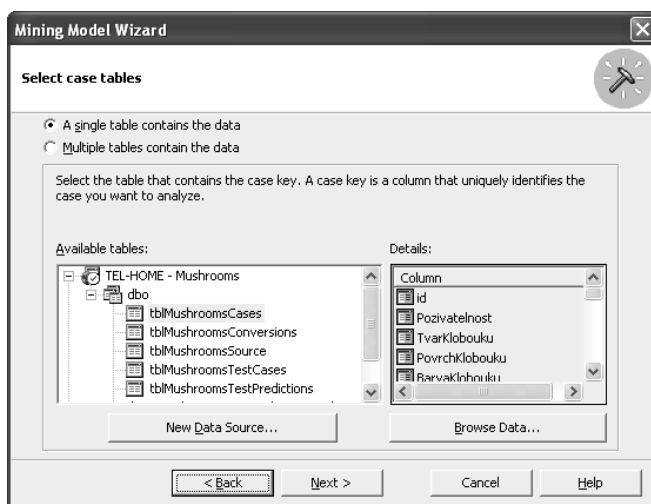 Mining Model Wizard
Select case tables
A single table contains the data
Multiple tables contain the data
Select the table that contains the case key. A case key is a column that uniquely identifies the
case you want to analyze.
Available tables:
TEL-HOME - Mushrooms
dbo
tblMushroomsCases
tblMushroomsConversions
tblMushroomsSource
tblMushroomsTestCases
tblMushroomsTestPredictions
New Data Source...
Details:
Column
id
Pozivatelnost
TvarKlobouku
PovrchKlobouku
BarvaKlobouku
Browse Data...
< Back
Next >
Cancel
Help